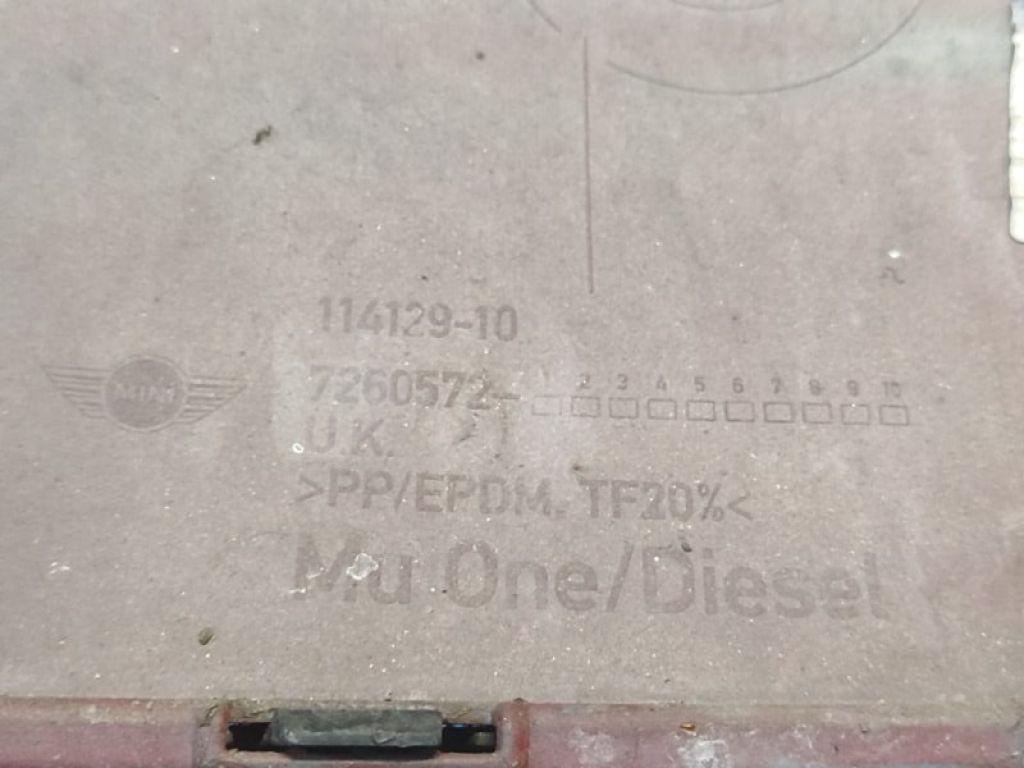 114129-10
MINI
7260572- 1 2 3 4 5 6 7 8 9 10
U.K.
>PP/EPDM. TF20%<
Mu One/Diesel